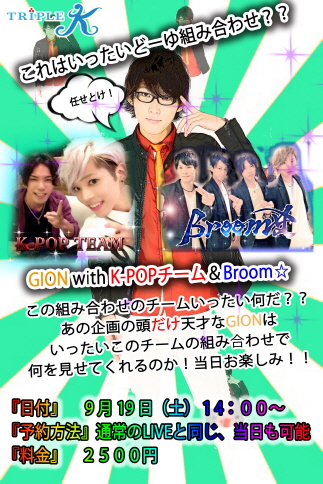 TRIPLE K
これはいったいどーゆ組み合わせ？？
任せとけ！
K-POP TEAM
Broom☆
GION with K-POPチーム＆Broom☆
この組み合わせのチームいったい何だ？？
あの企画の頭だけ天才なGIONは
いったいこのチームの組み合わせで
何を見せてくれるのか！当日お楽しみ！！
『日付』　９月19日（土）１４：００～
『予約方法』通常のLIVEと同じ、当日も可能
『料金』　２５００円